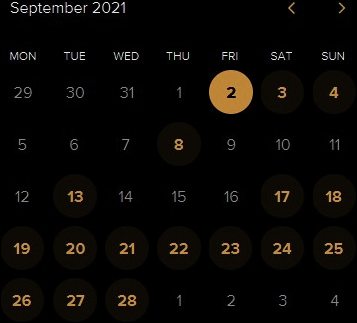 September 2021 < >
MON TUE WED THU FRI SAT SUN
29 30 31 1 2 3 4
5 6 7 8 9 10 11
12 13 14 15 16 17 18
19 20 21 22 23 24 25
26 27 28 1 2 3 4